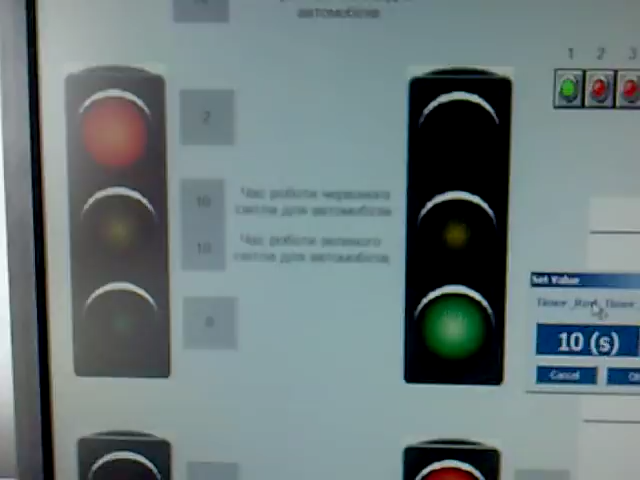 автомобілів
1 2 3
2
10
Час роботи червоного
світла для автомобілів
10
Час роботи зеленого
світла для автомобілів
Set Value
10 (s)
Cancel